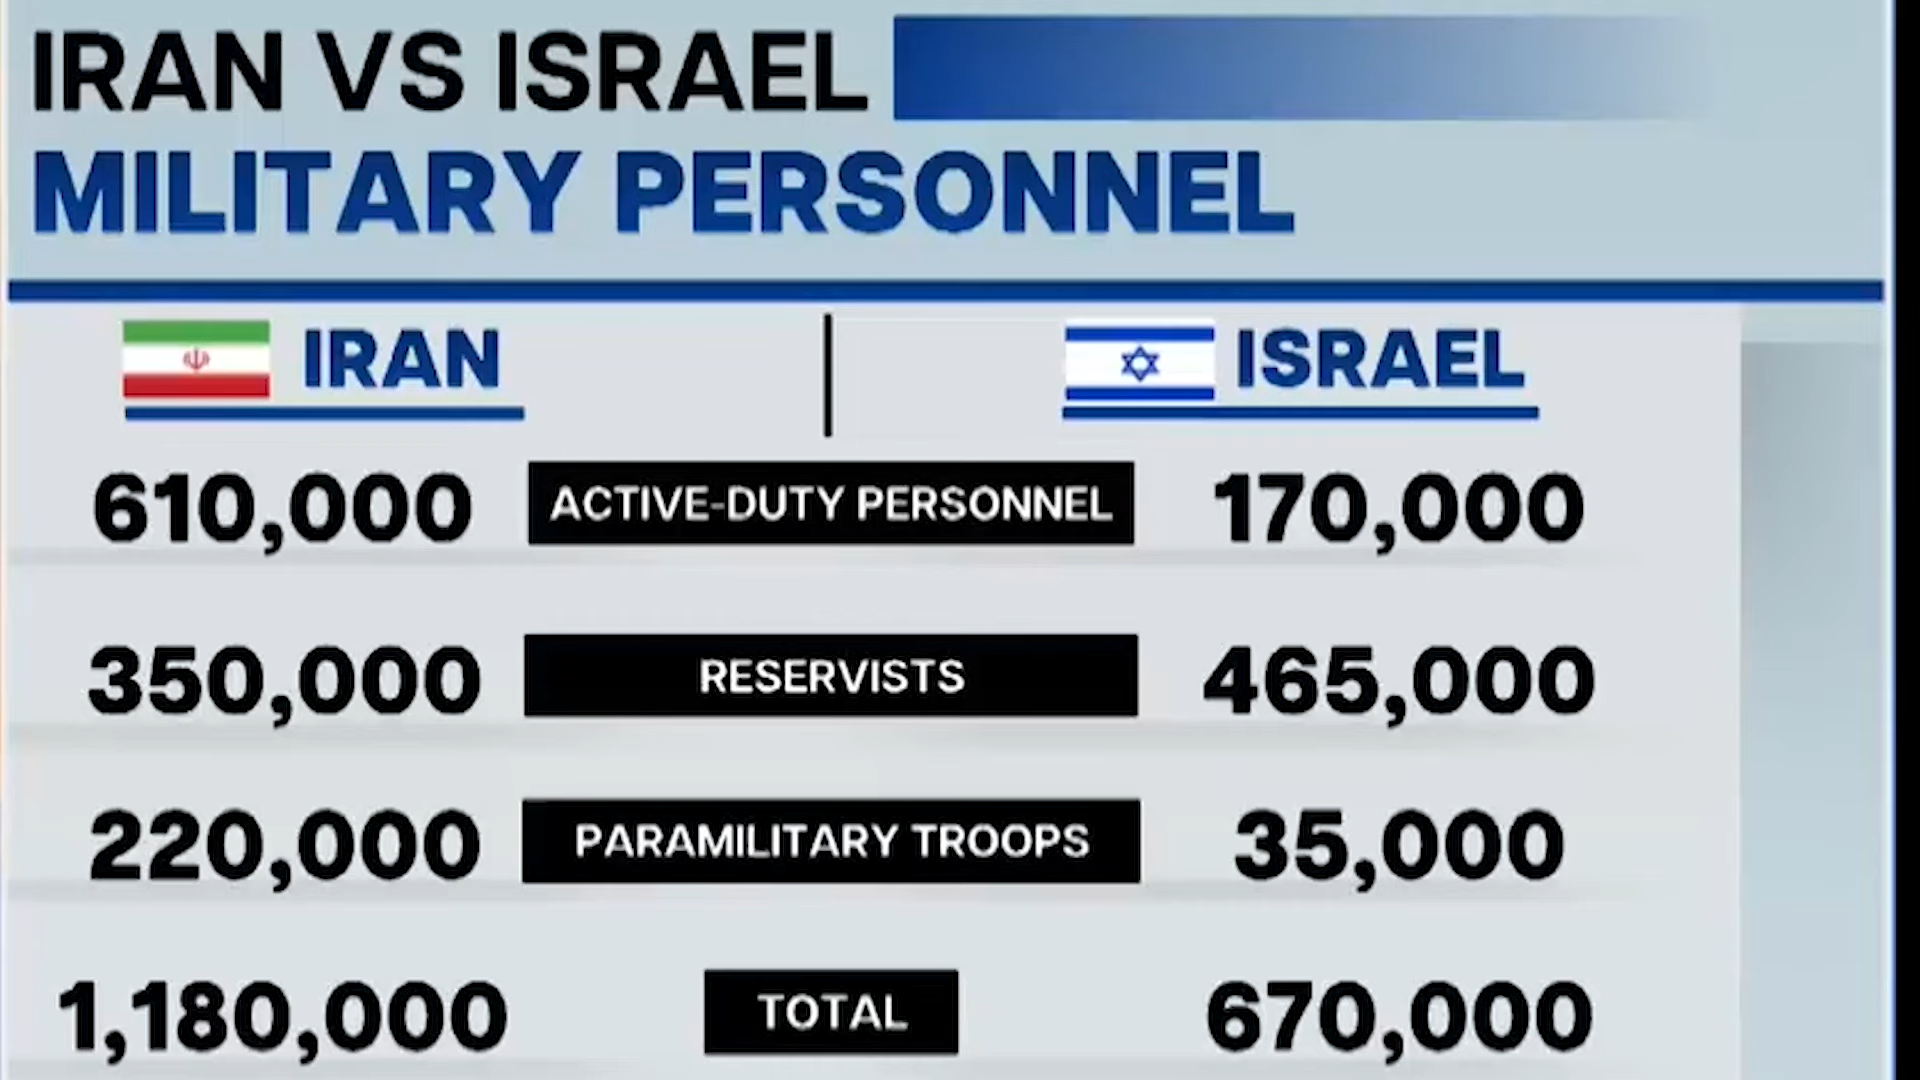 IRAN VS ISRAEL
MILITARY PERSONNEL
IRAN ISRAEL
610,000 ACTIVE-DUTY PERSONNEL 170,000
350,000 RESERVISTS 465,000
220,000 PARAMILITARY TROOPS 35,000
1,180,000 TOTAL 670,000